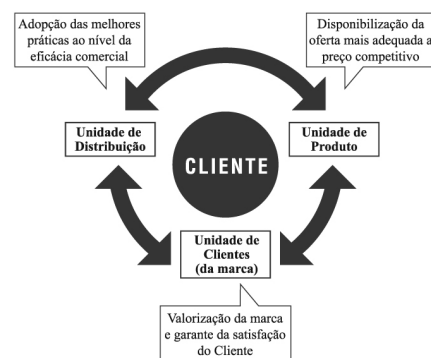 Adopção das melhores
práticas ao nível da
eficácia comercial
Disponibilização da
oferta mais adequada a
preço competitivo
Unidade de
Distribuição
CLIENTE
Unidade de
Produto
Unidade de
Clientes
(da marca)
Valorização da marca
e garante da satisfação
do Cliente